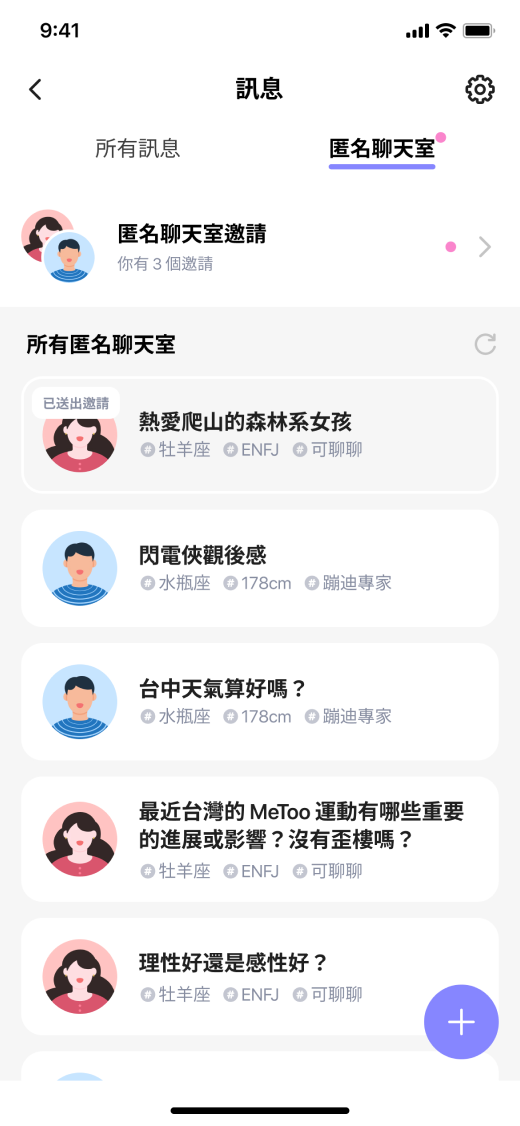 9:41
訊息
所有訊息
匿名聊天室
匿名聊天室邀請
你有 3 個邀請
所有匿名聊天室
已送出邀請
熱愛爬山的森林系女孩
# 牡羊座 # ENFJ # 可聊聊
閃電俠觀後感
# 水瓶座 # 178cm # 蹦迪專家
台中天氣算好嗎？
# 水瓶座 # 178cm # 蹦迪專家
最近台灣的 MeToo 運動有哪些重要
的進展或影響？沒有歪樓嗎？
# 牡羊座 # ENFJ # 可聊聊
理性好還是感性好？
# 牡羊座 # ENFJ # 可聊聊